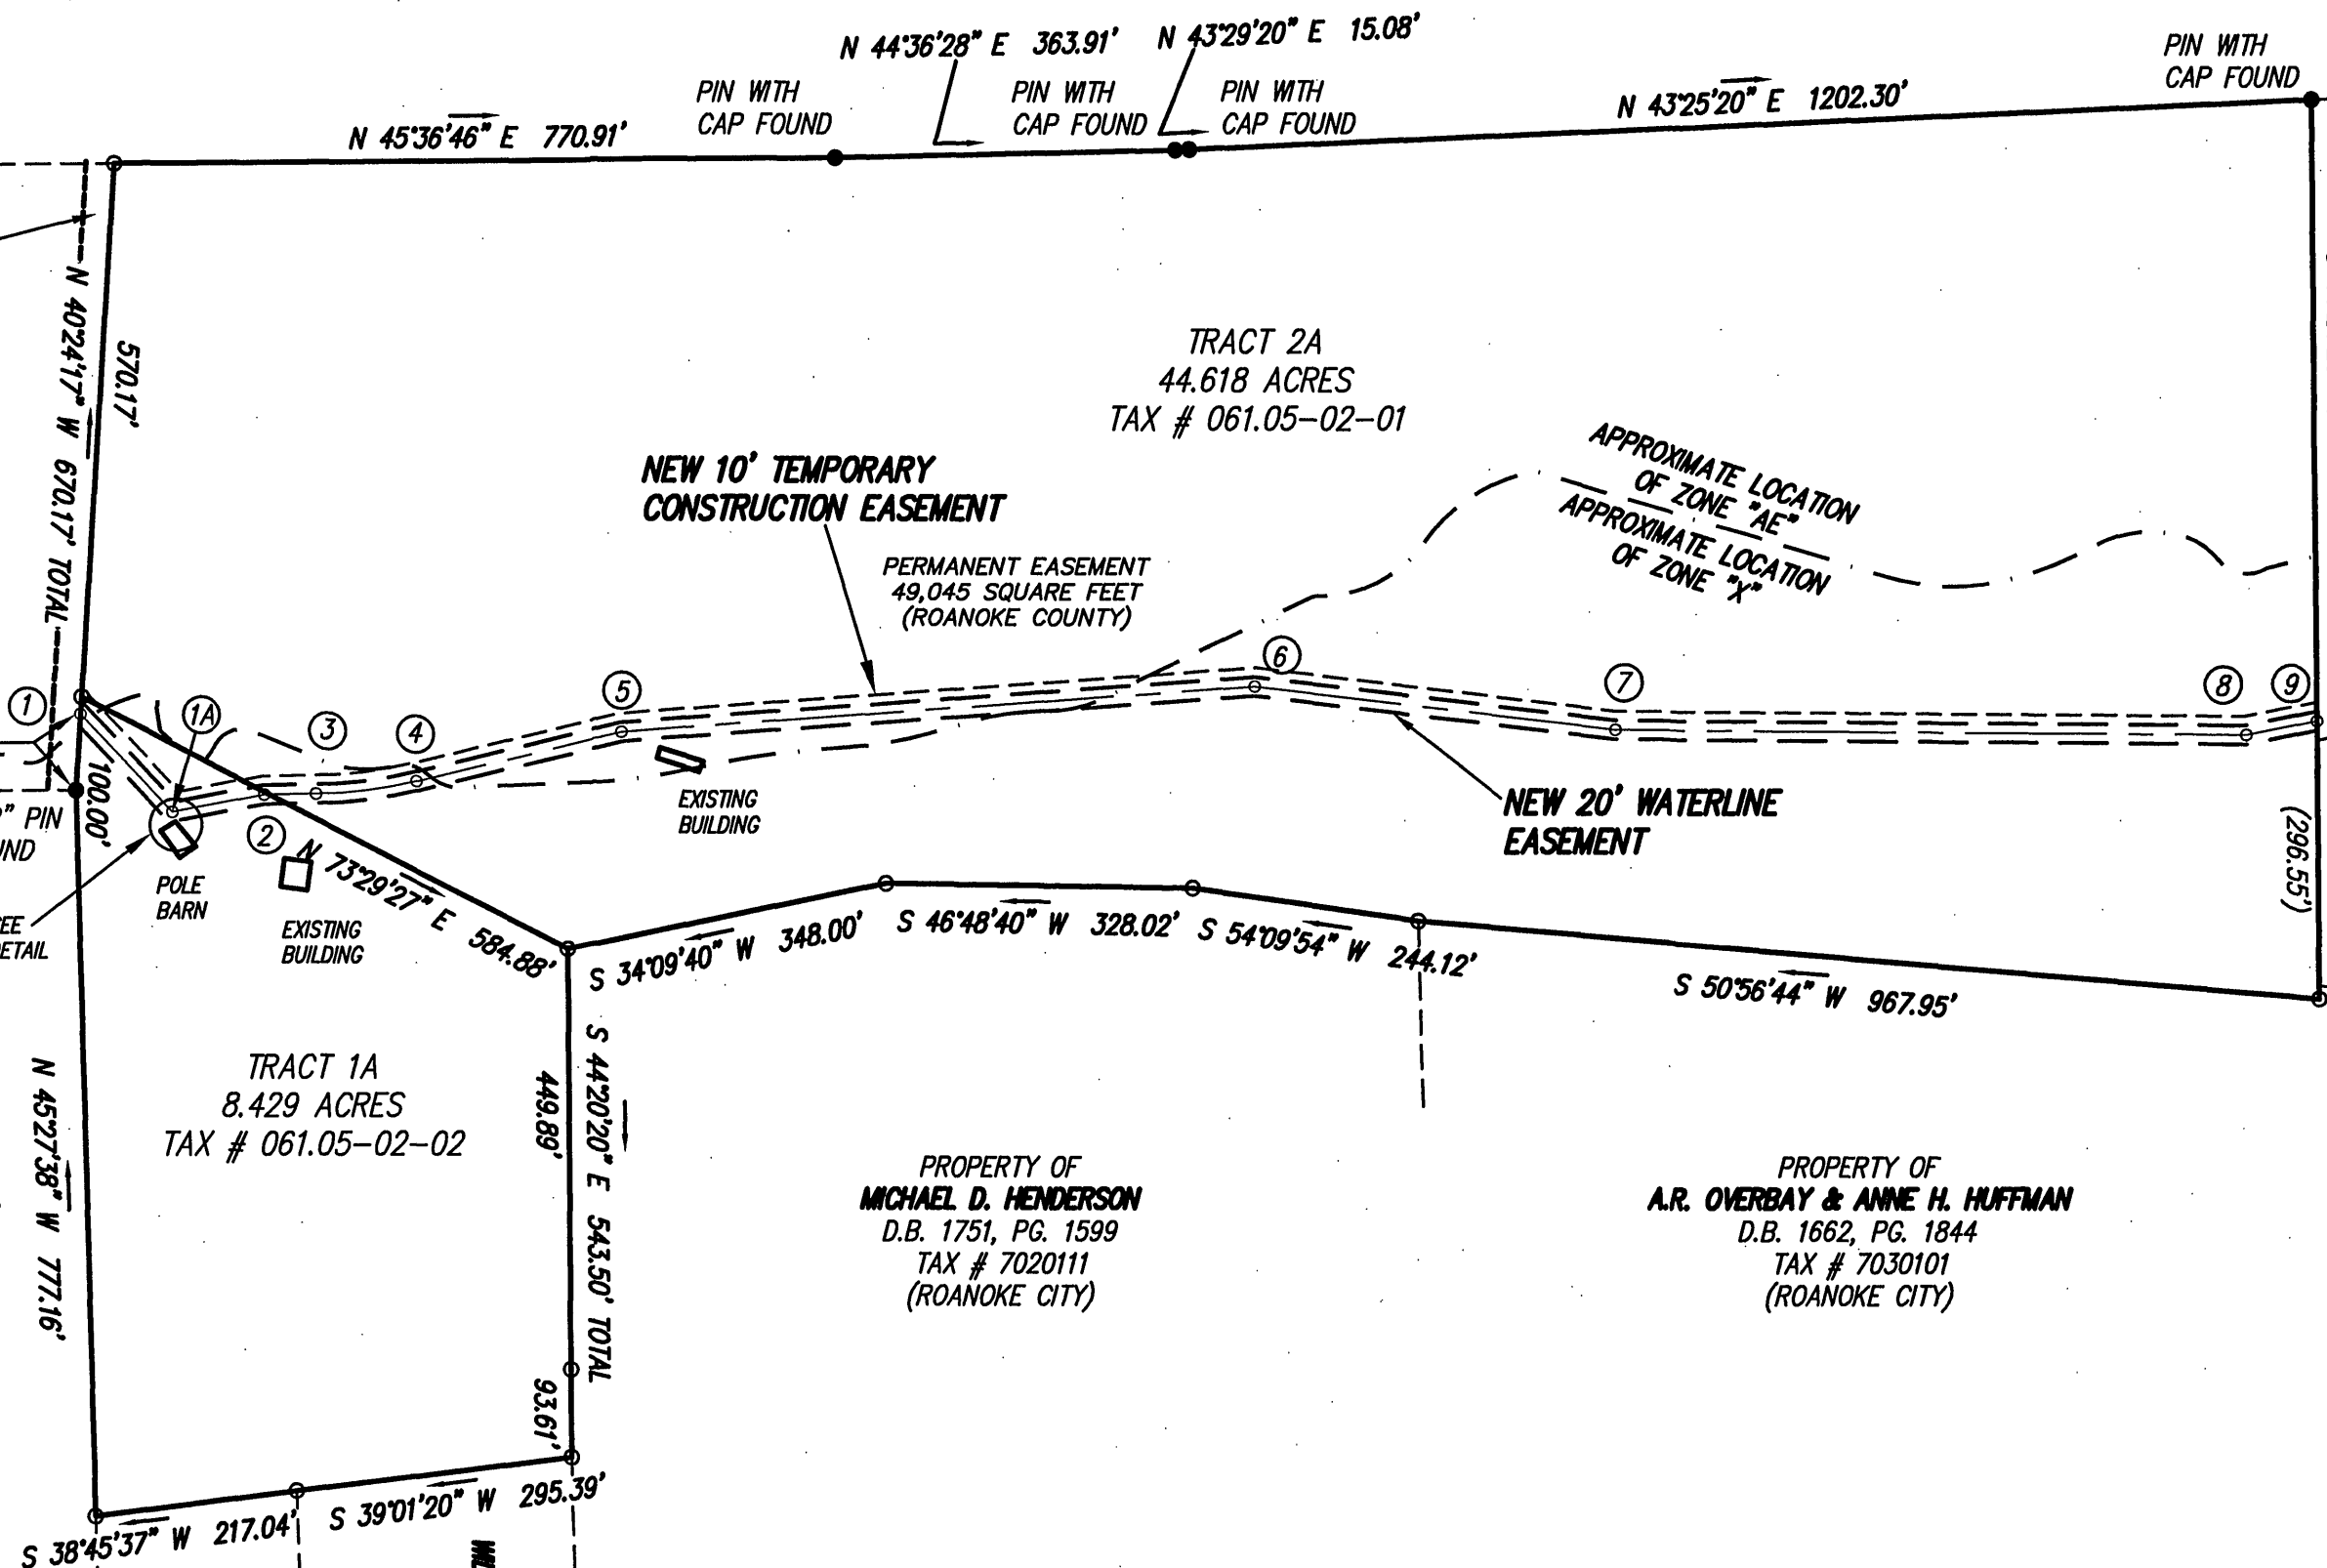 N 44°36'28" E 363.91'
N 43°29'20" E 15.08'
PIN WITH
CAP FOUND
PIN WITH
CAP FOUND
PIN WITH
CAP FOUND
PIN WITH
CAP FOUND
N 45°36'46" E 770.91'
N 43°25'20" E 1202.30'
N 40°24'17" W 670.17' TOTAL
570.17'
TRACT 2A
44.618 ACRES
TAX # 061.05-02-01
NEW 10' TEMPORARY
CONSTRUCTION EASEMENT
PERMANENT EASEMENT
49,045 SQUARE FEET
(ROANOKE COUNTY)
APPROXIMATE LOCATION
OF ZONE "AE"
APPROXIMATE LOCATION
OF ZONE "X"
1
1A
2
3
4
5
6
7
8
9
100.00'
" PIN
POLE
BARN
EXISTING
BUILDING
EXISTING
BUILDING
N 73°29'27" E 584.88'
NEW 20' WATERLINE
EASEMENT
(296.55')
S 34°09'40" W 348.00'
S 46°48'40" W 328.02'
S 54°09'54" W 244.12'
S 50°56'44" W 967.95'
TRACT 1A
8.429 ACRES
TAX # 061.05-02-02
N 45°27'38" W 777.16'
449.89'
S 44°20'20" E 543.50' TOTAL
93.61'
PROPERTY OF
MICHAEL D. HENDERSON
D.B. 1751, PG. 1599
TAX # 7020111
(ROANOKE CITY)
PROPERTY OF
A.R. OVERBAY & ANNE H. HUFFMAN
D.B. 1662, PG. 1844
TAX # 7030101
(ROANOKE CITY)
S 38°45'37" W 217.04'
S 39°01'20" W 295.39'